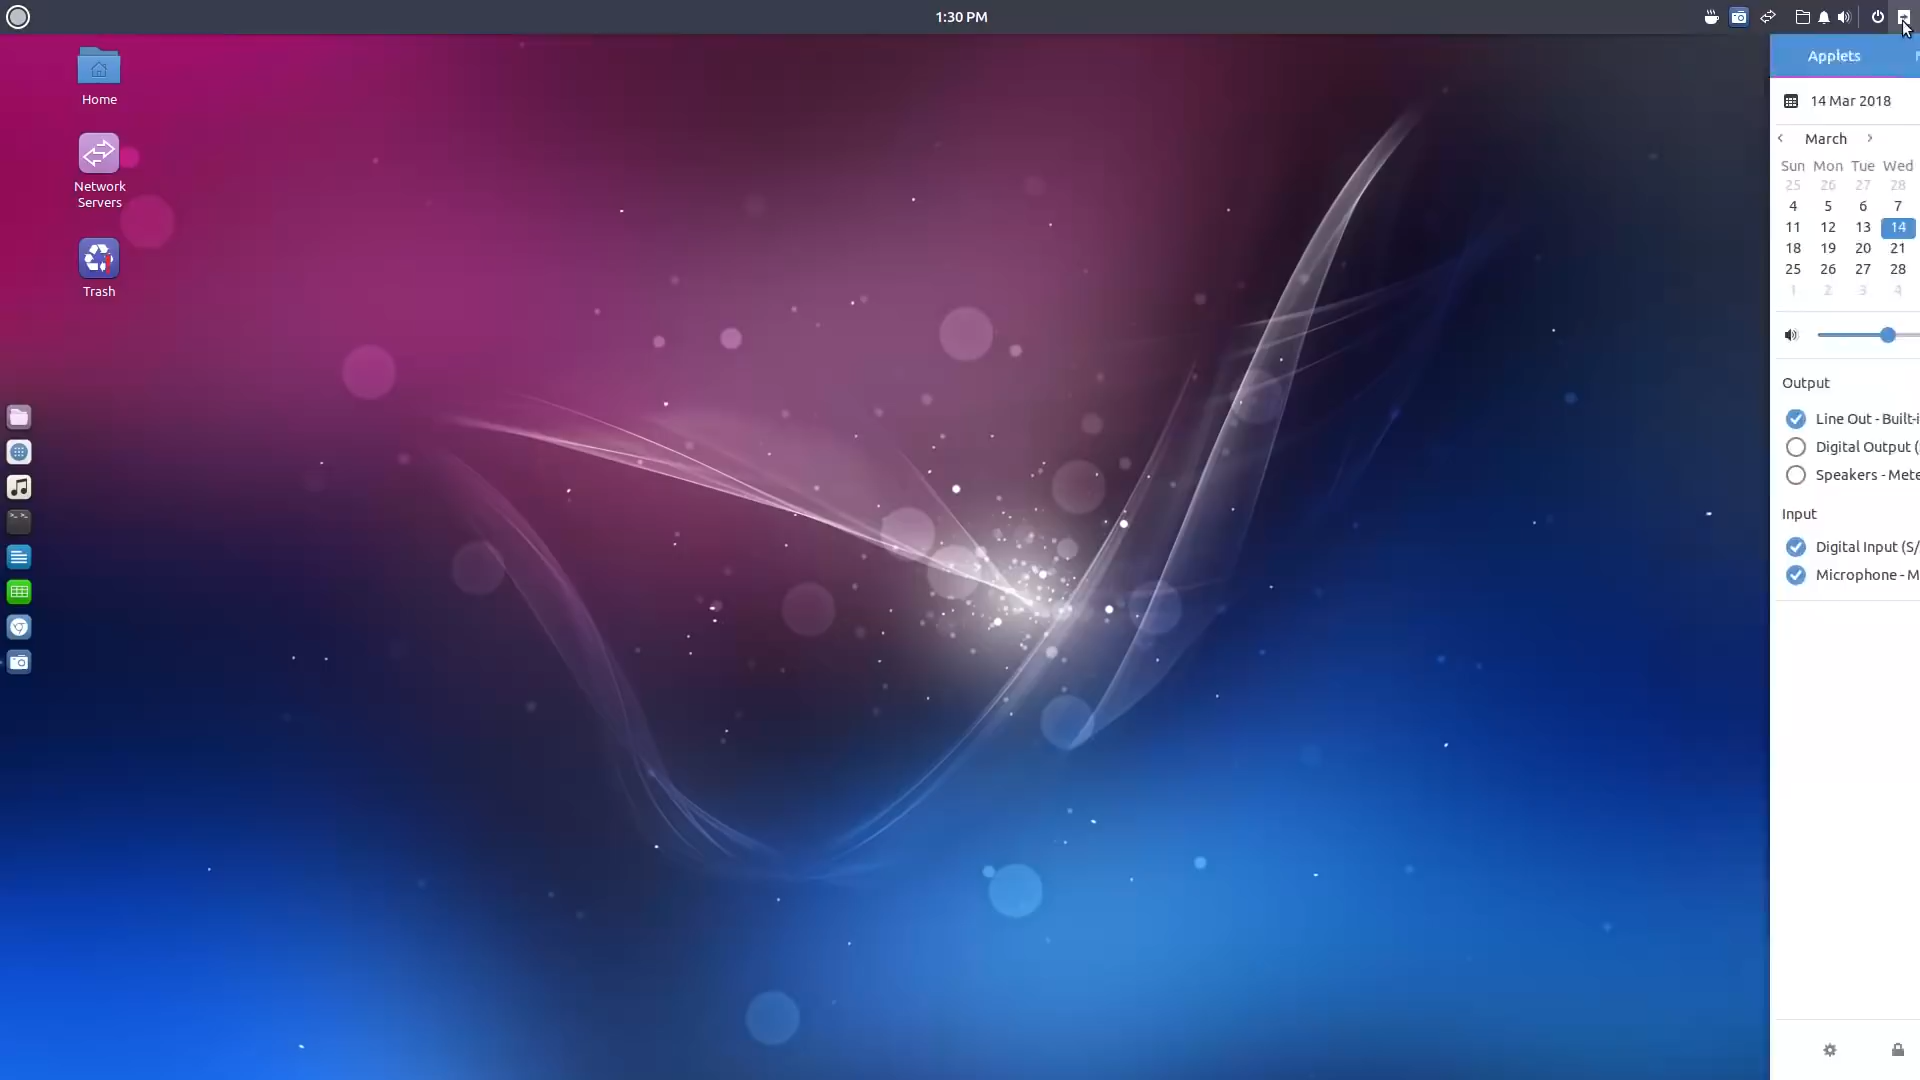 1:30 PM
Home
Network
Servers
Trash
Applets
14 Mar 2018
March
Sun Mon Tue Wed
25 26 27 28
4 5 6 7
11 12 13 14
18 19 20 21
25 26 27 28
1 2 3 4
Output
Line Out - Built-i
Digital Output (
Speakers - Mete
Input
Digital Input (S/
Microphone - M